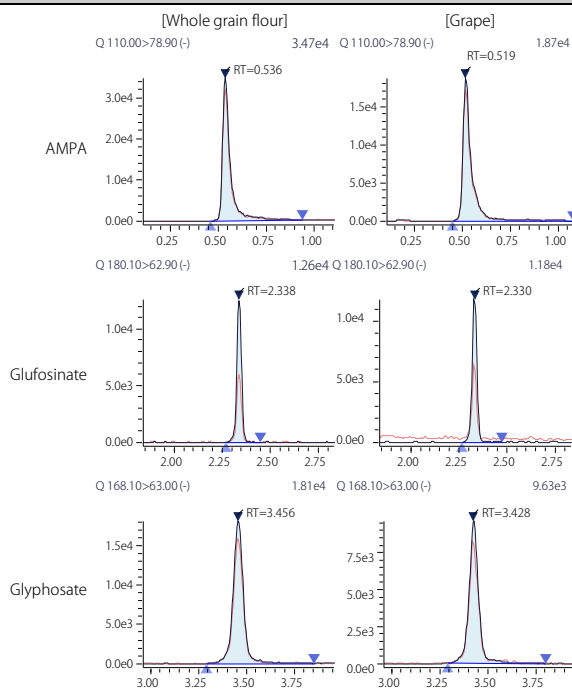 [Whole grain flour] [Grape]
Q 110.00>78.90 (-) 3.47e4 Q 110.00>78.90 (-) 1.87e4
RT=0.536 RT=0.519
3.0e4
2.0e4
1.0e4
0.0e0
1.5e4
1.0e4
5.0e3
0.0e0
AMPA
0.25 0.50 0.75 1.00 0.25 0.50 0.75 1.00
Q 180.10>62.90 (-) 1.26e4 Q 180.10>62.90 (-) 1.18e4
RT=2.338 RT=2.330
1.0e4
5.0e3
0.0e0
1.0e4
5.0e3
0.0e0
Glufosinate
2.00 2.25 2.50 2.75 2.00 2.25 2.50 2.75
Q 168.10>63.00 (-) 1.81e4 Q 168.10>63.00 (-) 9.63e3
RT=3.456 RT=3.428
1.5e4
1.0e4
5.0e3
0.0e0
7.5e3
5.0e3
2.5e3
0.0e0
Glyphosate
3.00 3.25 3.50 3.75 3.00 3.25 3.50 3.75